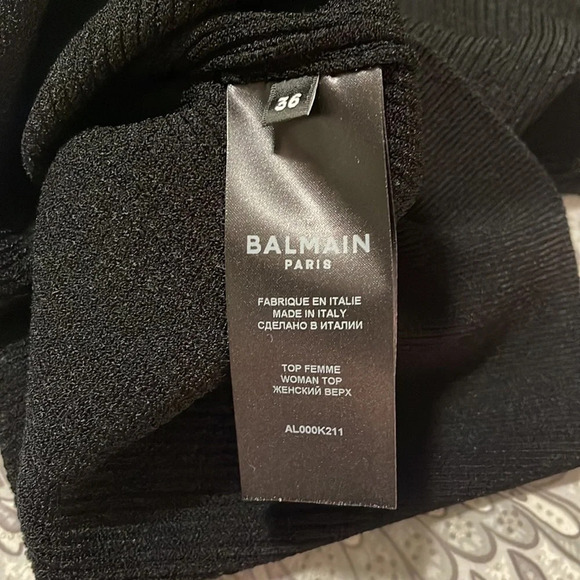 36
BALMAIN
PARIS
FABRIQUE EN ITALIE
MADE IN ITALY
СДЕЛАНО В ИТАЛИИ
TOP FEMME
WOMAN TOP
ЖЕНСКИЙ ВЕРХ
AL000K211